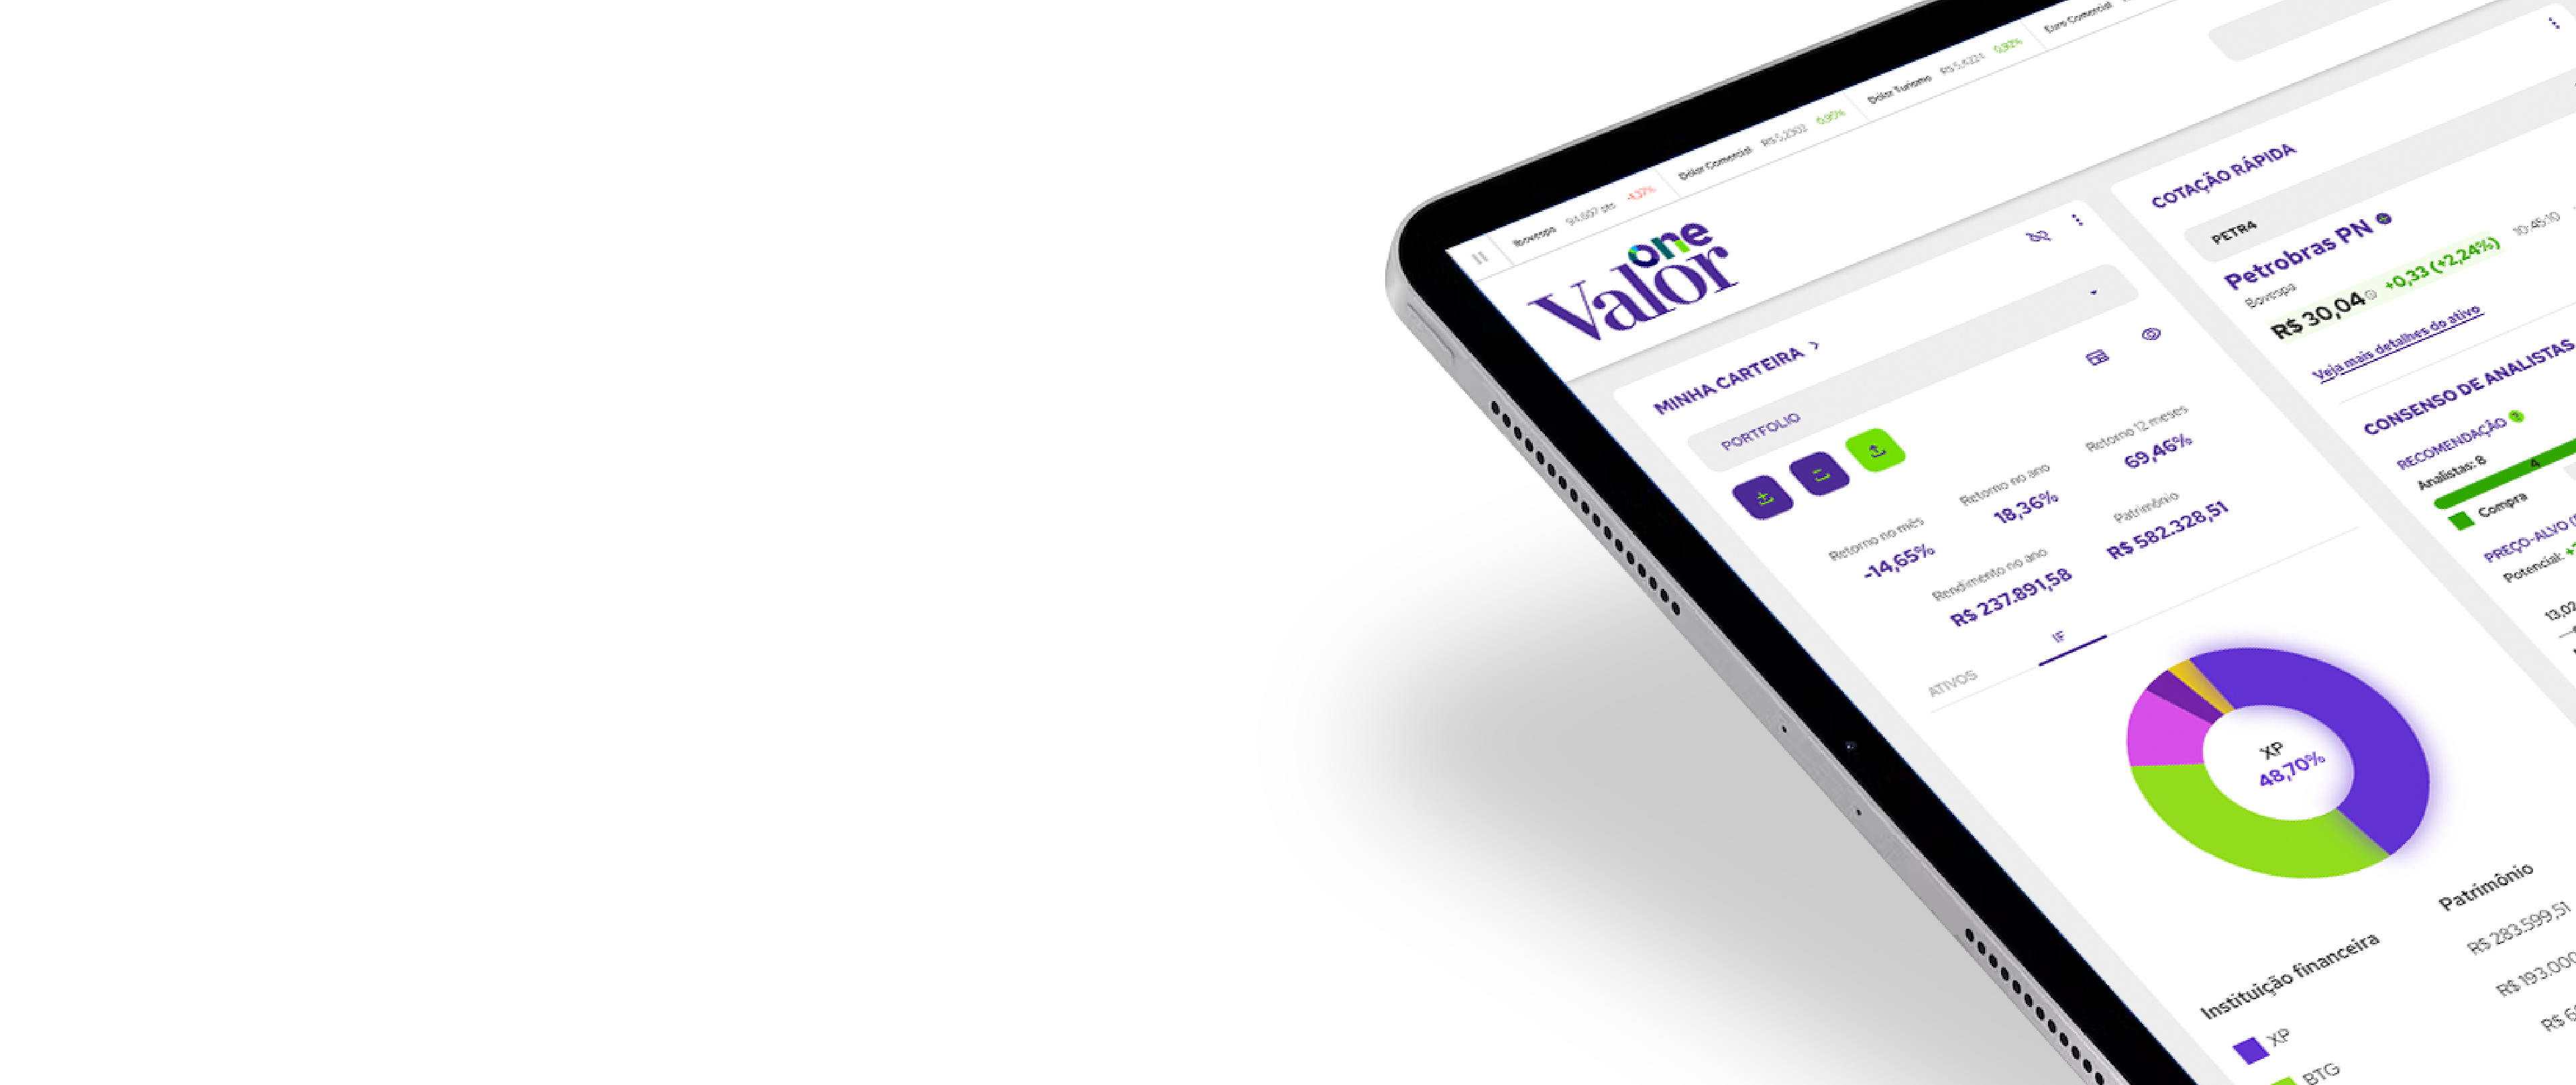 Ibovespa 94.607 pts -1,37%
Dólar Comercial R$ 5,2303 0,95%
Dólar Turismo R$ 5,4224 0,92%
Euro Comercial
one
Valor
MINHA CARTEIRA >
PORTFOLIO
Retorno no mês
-14,65%
Retorno no ano
18,36%
Retorno 12 meses
69,46%
Rendimento no ano
R$ 237.891,58
Patrimônio
R$ 582.328,51
ATIVOS
IF
XP
48,70%
Instituição financeira
Patrimônio
XP
R$ 283.599,51
BTG
R$ 193.000
R$ 6
COTAÇÃO RÁPIDA
PETR4
Petrobras PN
Bovespa
R$ 30,04 +0,33 (+2,24%) 10:45:10
Veja mais detalhes do ativo
CONSENSO DE ANALISTAS
RECOMENDAÇÃO ?
Analistas: 8
4
Compra
PREÇO-ALVO
Potencial:
13,02